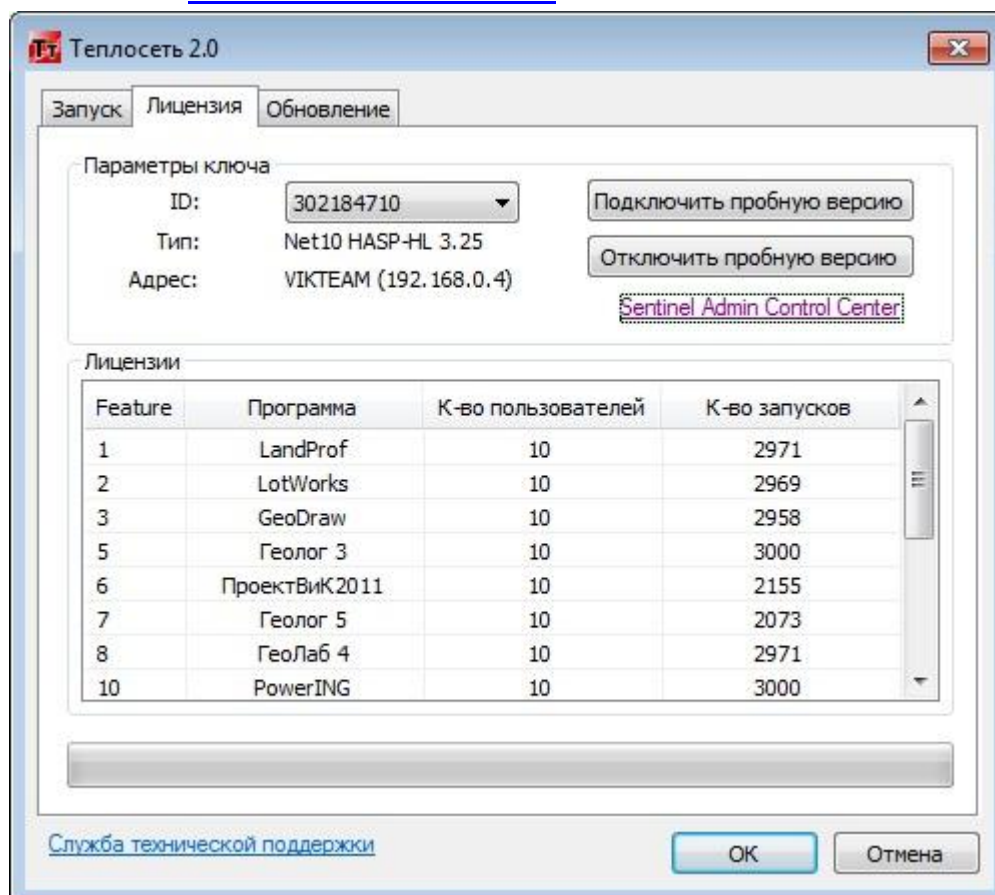 Теплосеть 2.0
Запуск Лицензия Обновление
Параметры ключа
ID: 302184710 Подключить пробную версию
Тип: Net10 HASP-HL 3.25 Отключить пробную версию
Адрес: VIKTEAM (192.168.0.4)
Sentinel Admin Control Center
Лицензии
Feature Программа К-во пользователей К-во запусков
1 LandProf 10 2971
2 LotWorks 10 2969
3 GeoDraw 10 2958
5 Геолог 3 10 3000
6 ПроектВиК2011 10 2155
7 Геолог 5 10 2073
8 ГеоЛаб 4 10 2971
10 PowerING 10 3000
Служба технической поддержки OK Отмена